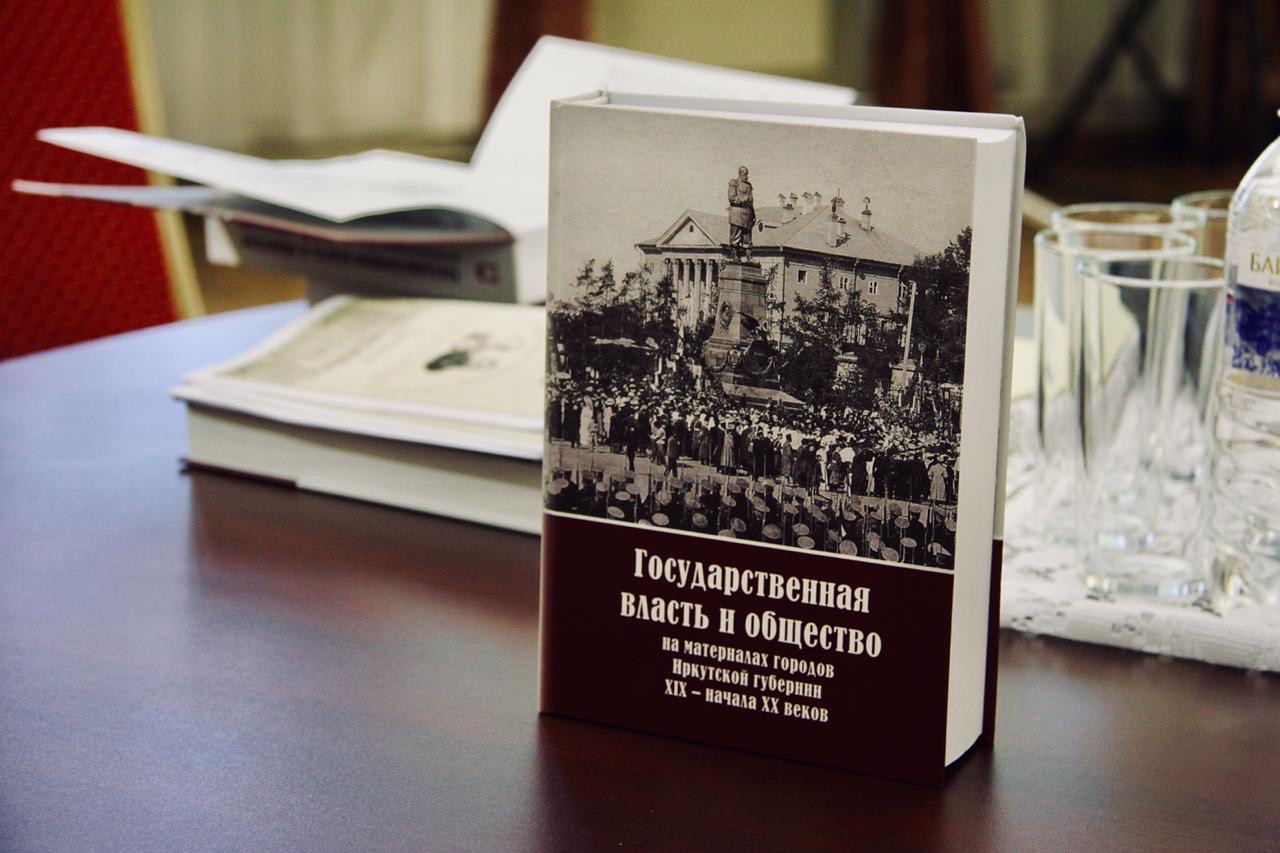 Государственная
власть и общество
на материалах городов
Иркутской губернии
XIX – начала XX веков